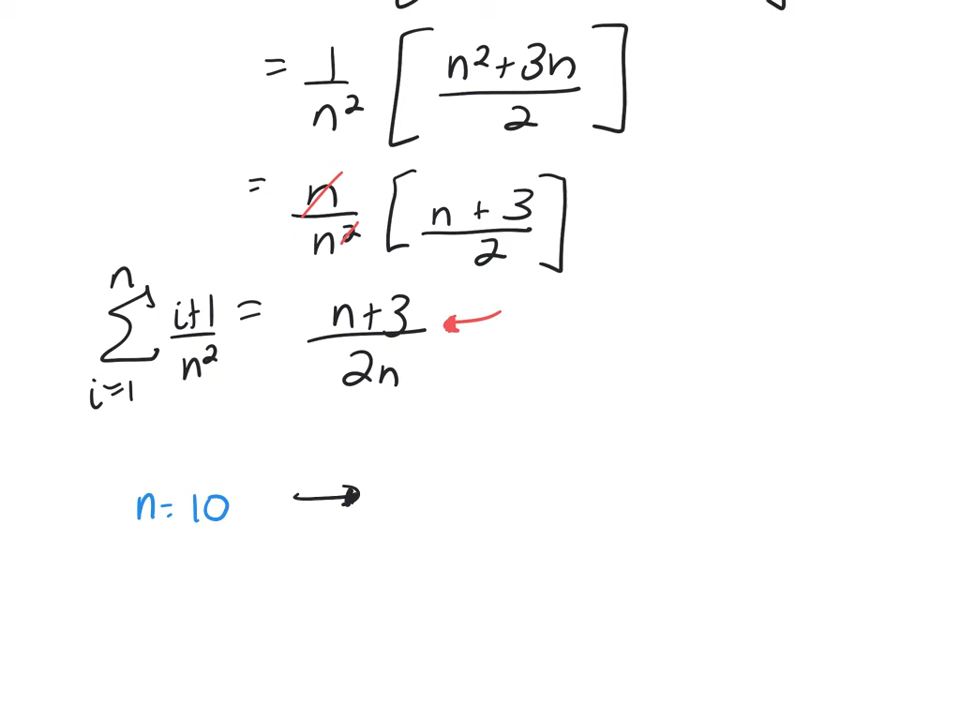 = 1/n² [ (n²+3n)/2 ]
= n/n² [ (n + 3)/2 ]
n ∑ i=1 (i+1)/n² = (n+3)/2n
n = 10 →